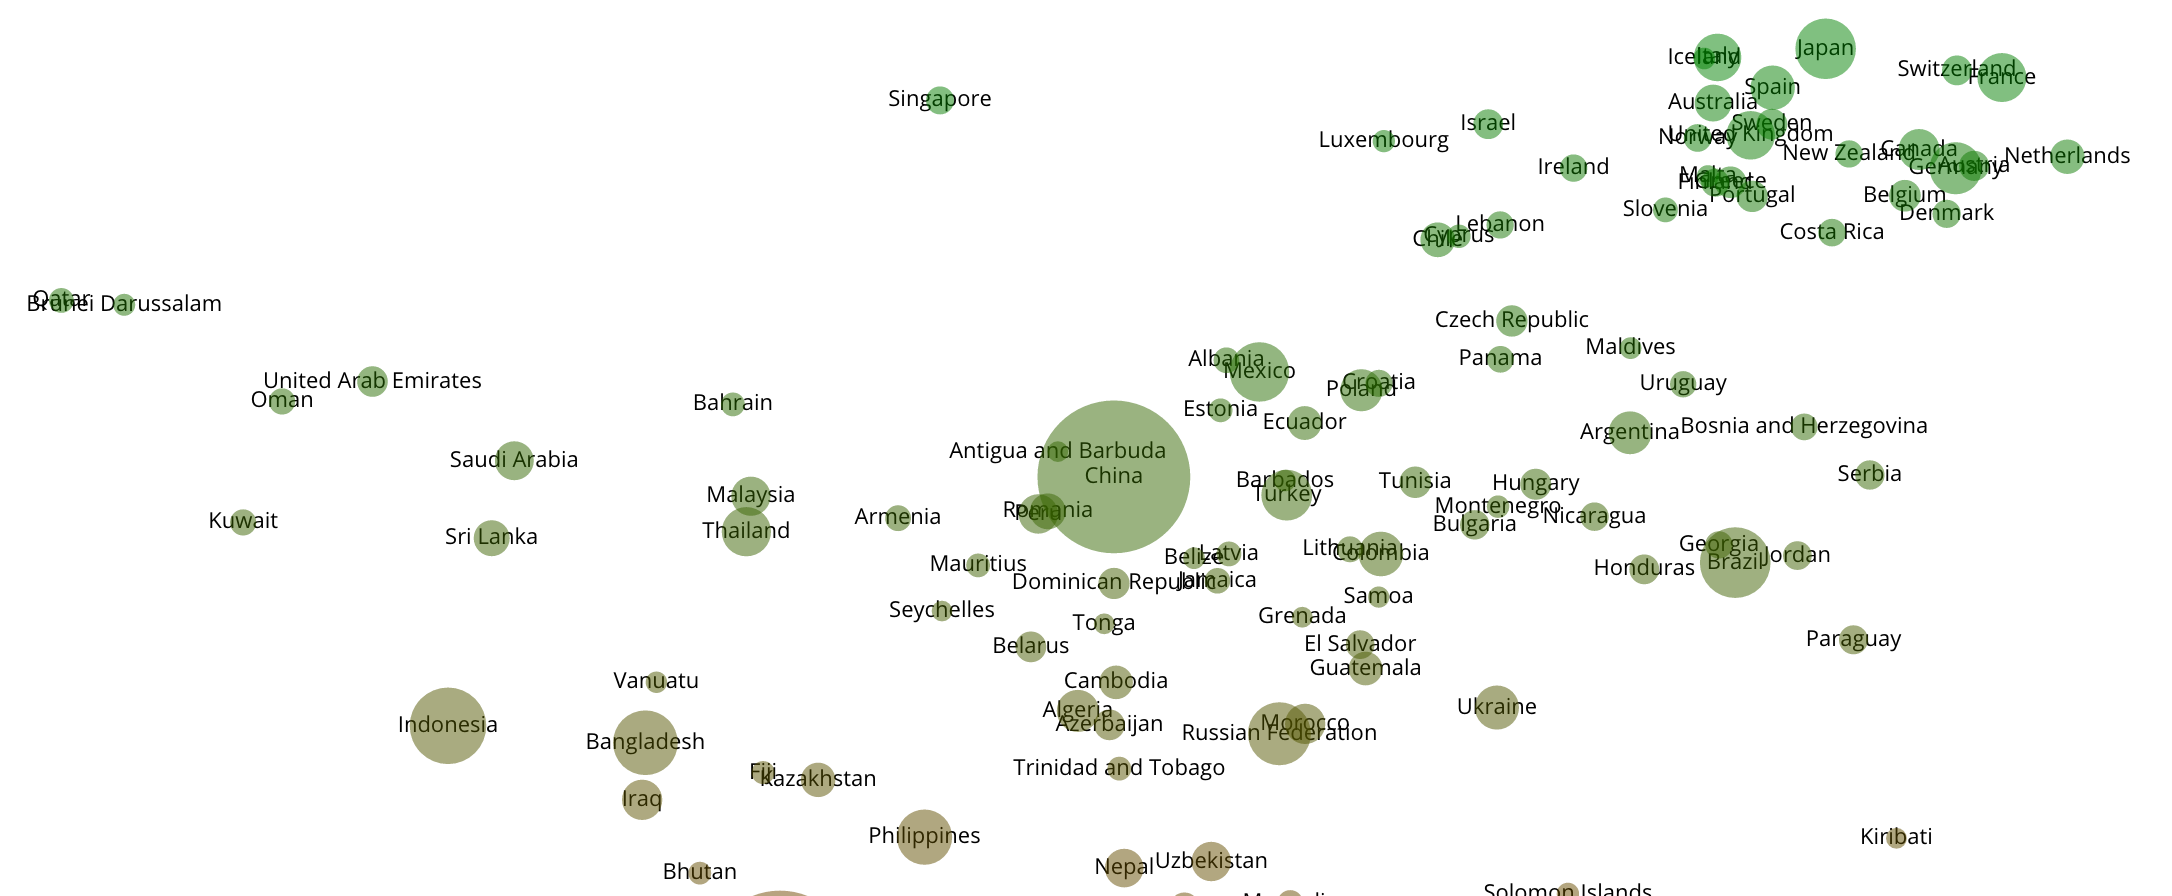 Japan
Iceland
Italy
Switzerland
France
Spain
Singapore
Australia
Israel
Sweden
United Kingdom
Norway
Luxembourg
New Zealand
Canada
Netherlands
Ireland
Germany
Austria
Malta
Finland
Greece
Portugal
Belgium
Slovenia
Denmark
Lebanon
Costa Rica
Cyprus
Chile
Qatar
Brunei Darussalam
Czech Republic
Maldives
Albania
Panama
Mexico
United Arab Emirates
Croatia
Uruguay
Poland
Oman
Bahrain
Estonia
Ecuador
Bosnia and Herzegovina
Argentina
Antigua and Barbuda
Saudi Arabia
China
Serbia
Barbados
Tunisia
Hungary
Malaysia
Turkey
Montenegro
Romania
Peru
Armenia
Nicaragua
Kuwait
Bulgaria
Thailand
Sri Lanka
Georgia
Lithuania
Latvia
Colombia
Jordan
Belize
Brazil
Mauritius
Honduras
Dominican Republic
Jamaica
Samoa
Seychelles
Grenada
Tonga
Paraguay
El Salvador
Belarus
Guatemala
Vanuatu
Cambodia
Ukraine
Algeria
Indonesia
Azerbaijan
Morocco
Russian Federation
Bangladesh
Trinidad and Tobago
Fiji
Kazakhstan
Iraq
Philippines
Kiribati
Uzbekistan
Nepal
Bhutan
Solomon Islands